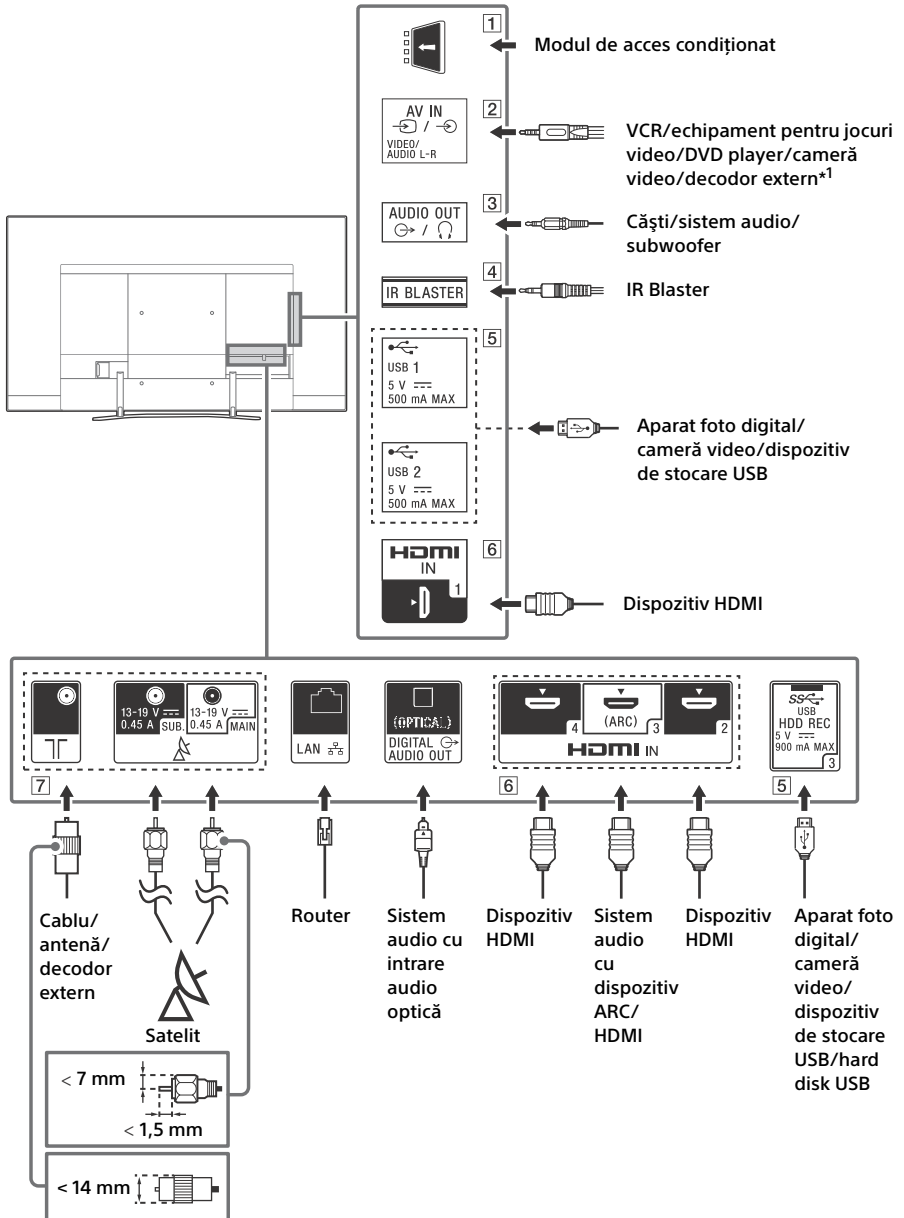 1
Modul de acces condiționat
AV IN
/
VIDEO/
AUDIO L-R
2
VCR/echipament pentru jocuri
video/DVD player/cameră
video/decodor extern*1
AUDIO OUT
/
3
Căşti/sistem audio/
subwoofer
4
IR BLASTER
IR Blaster
5
USB 1
5 V
500 mA MAX
Aparat foto digital/
cameră video/dispozitiv
de stocare USB
USB 2
5 V
500 mA MAX
HDMI
IN
1
6
Dispozitiv HDMI
13-19 V
0.45 A SUB.
13-19 V
0.45 A MAIN
LAN
(OPTICAL)
DIGITAL
AUDIO OUT
4
(ARC) 3
2
HDMI IN
SS
USB
HDD REC
5 V
900 mA MAX
3
7
6
5
Cablu/
antenă/
decodor
extern
Satelit
Router
Sistem
audio cu
intrare
audio
optică
Dispozitiv
HDMI
Sistem
audio
cu
dispozitiv
ARC/
HDMI
Dispozitiv
HDMI
Aparat foto
digital/
cameră
video/
dispozitiv
de stocare
USB/hard
disk USB
< 7 mm
< 1,5 mm
< 14 mm